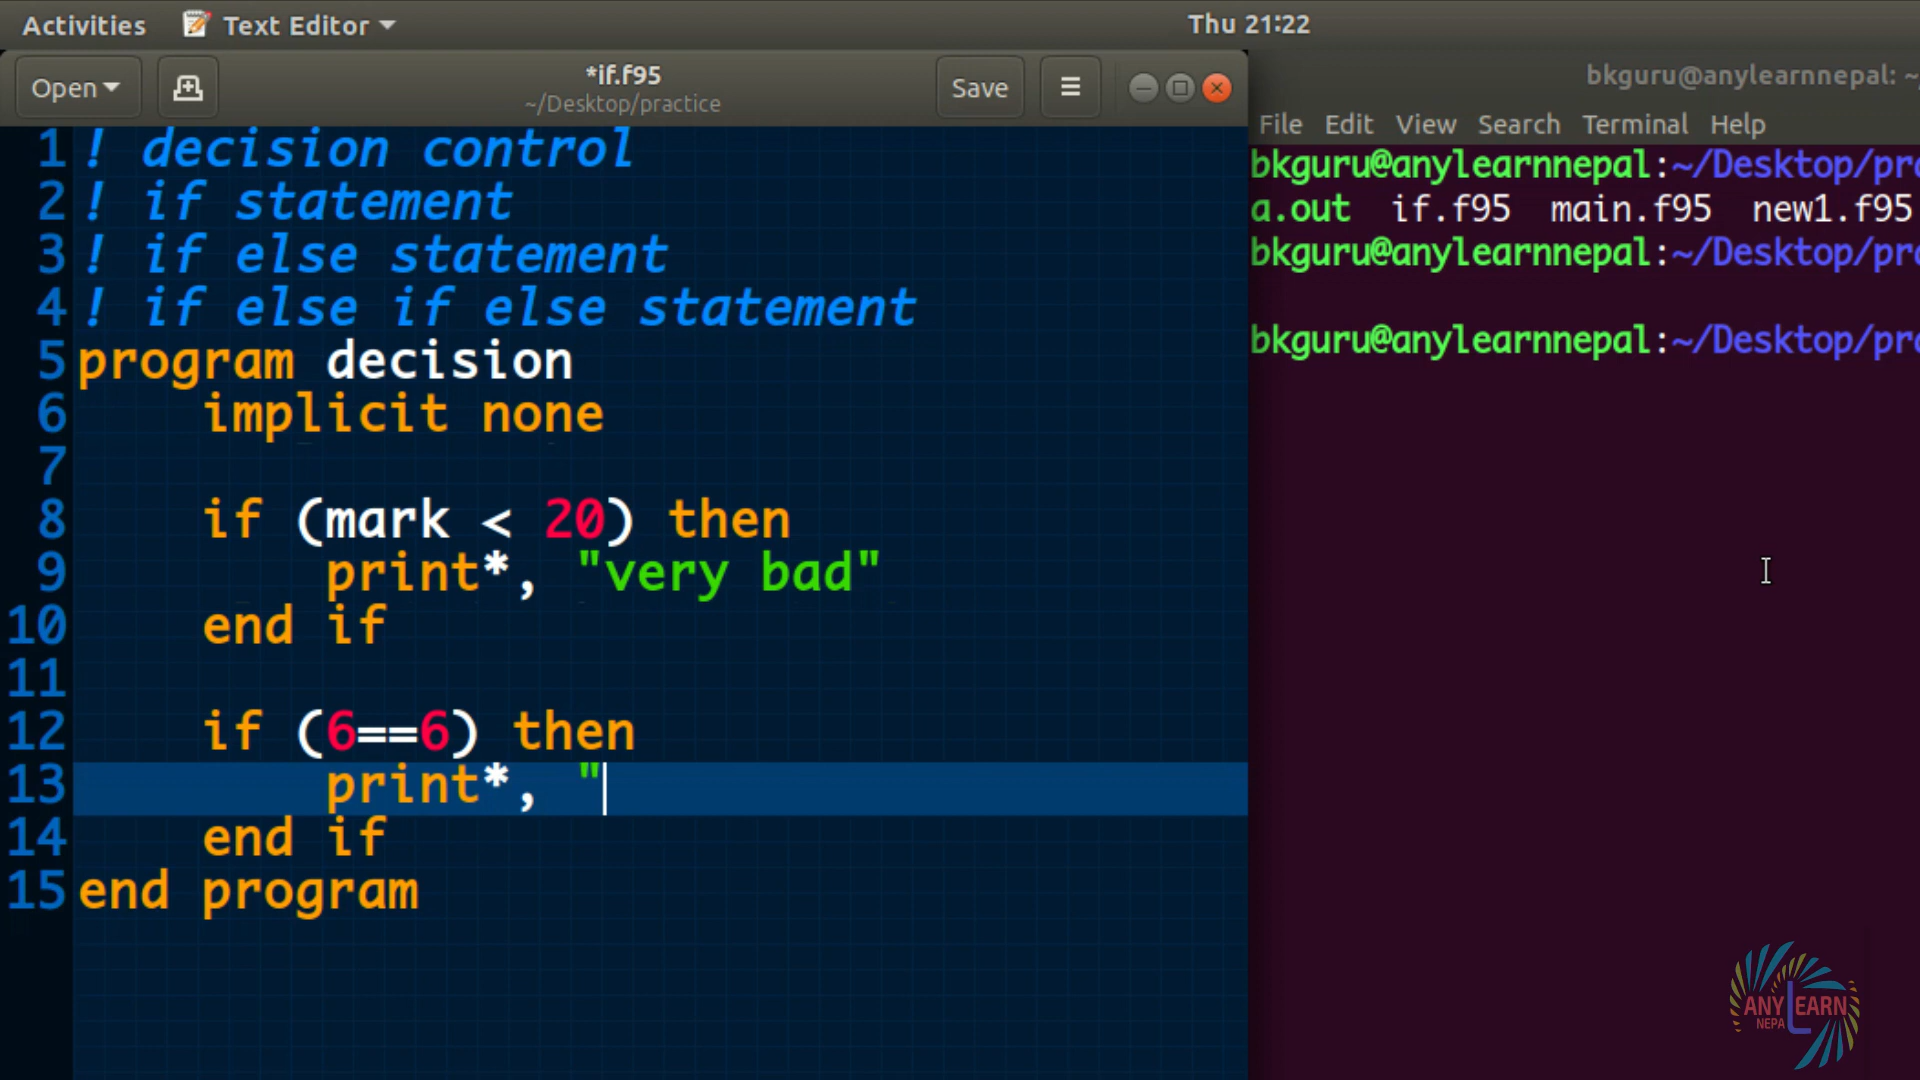 Activities Text Editor Thu 21:22
Open *if.f95 Save
~/Desktop/practice
1 ! decision control
2 ! if statement
3 ! if else statement
4 ! if else if else statement
5 program decision
6 implicit none
7
8 if (mark < 20) then
9 print*, "very bad"
10 end if
11
12 if (6==6) then
13 print*, "
14 end if
15 end program
bkguru@anylearnnepal: ~
File Edit View Search Terminal Help
bkguru@anylearnnepal:~/Desktop/pr
a.out if.f95 main.f95 new1.f95
bkguru@anylearnnepal:~/Desktop/pr
bkguru@anylearnnepal:~/Desktop/pr
ANY LEARN
NEPAL